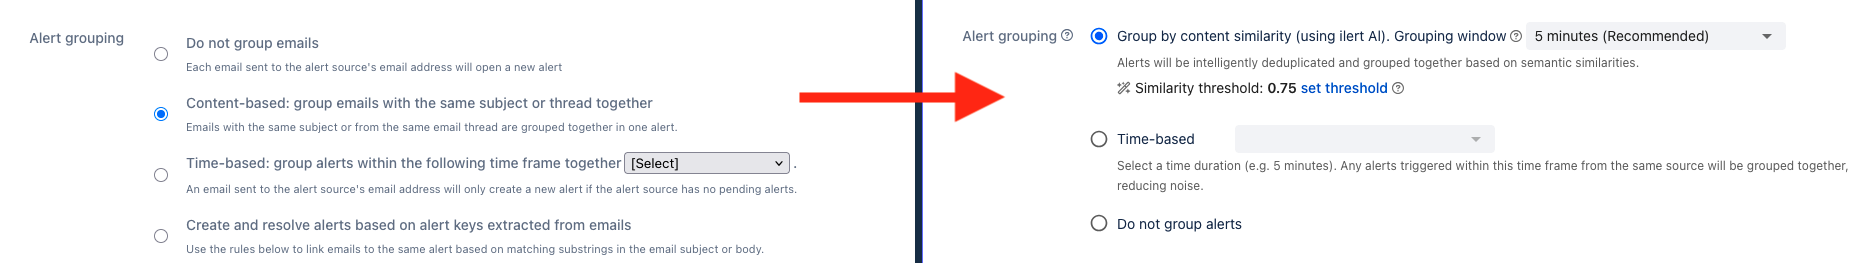 Alert grouping
Do not group emails
Each email sent to the alert source's email address will open a new alert
Content-based: group emails with the same subject or thread together
Emails with the same subject or from the same email thread are grouped together in one alert.
Time-based: group alerts within the following time frame together [Select] .
An email sent to the alert source's email address will only create a new alert if the alert source has no pending alerts.
Create and resolve alerts based on alert keys extracted from emails
Use the rules below to link emails to the same alert based on matching substrings in the email subject or body.
Alert grouping ?
Group by content similarity (using ilert AI). Grouping window ? 5 minutes (Recommended)
Alerts will be intelligently deduplicated and grouped together based on semantic similarities.
Similarity threshold: 0.75 set threshold ?
Time-based
Select a time duration (e.g. 5 minutes). Any alerts triggered within this time frame from the same source will be grouped together,
reducing noise.
Do not group alerts